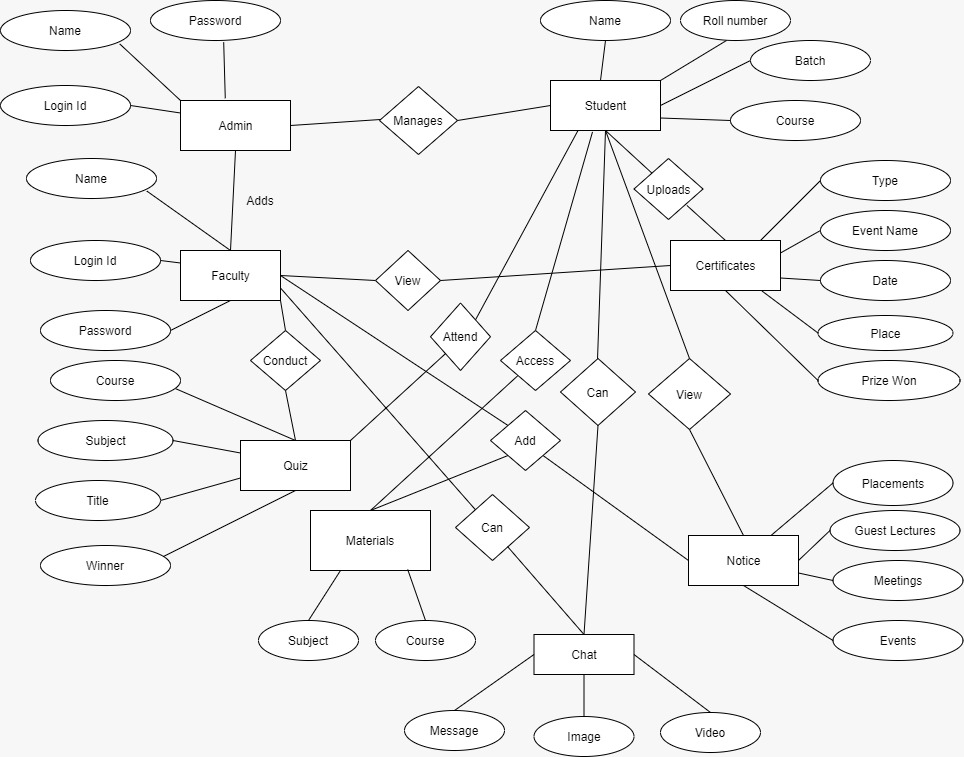 Name
Password
Name
Roll number
Batch
Login Id
Admin
Manages
Student
Course
Name
Adds
Uploads
Type
Event Name
Login Id
Faculty
View
Certificates
Date
Password
Attend
Place
Conduct
Access
Course
Can
View
Prize Won
Subject
Add
Quiz
Placements
Title
Can
Guest Lectures
Materials
Winner
Notice
Meetings
Subject
Course
Chat
Events
Message
Image
Video